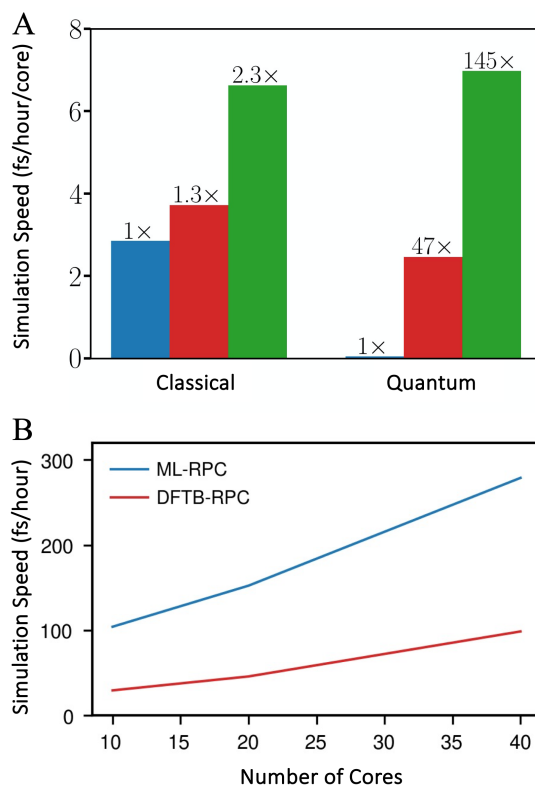 A
Simulation Speed (fs/hour/core)
8
6
4
2
0
1×
1.3×
2.3×
1×
47×
145×
Classical
Quantum
B
Simulation Speed (fs/hour)
300
200
100
0
ML-RPC
DFTB-RPC
10 15 20 25 30 35 40
Number of Cores